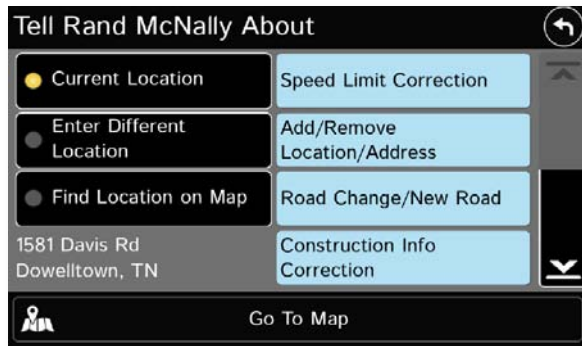 Tell Rand McNally About
Current Location
Speed Limit Correction
Enter Different
Location
Add/Remove
Location/Address
Find Location on Map
Road Change/New Road
1581 Davis Rd
Dowelltown, TN
Construction Info
Correction
Go To Map